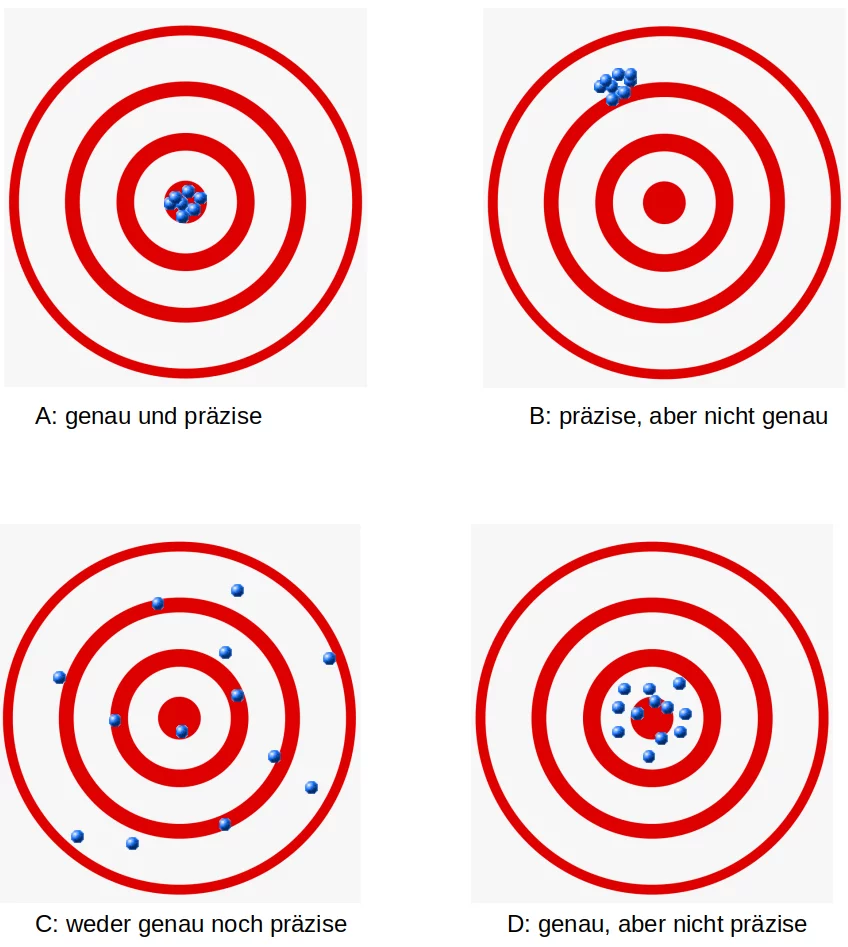 A: genau und präzise
B: präzise, aber nicht genau
C: weder genau noch präzise
D: genau, aber nicht präzise